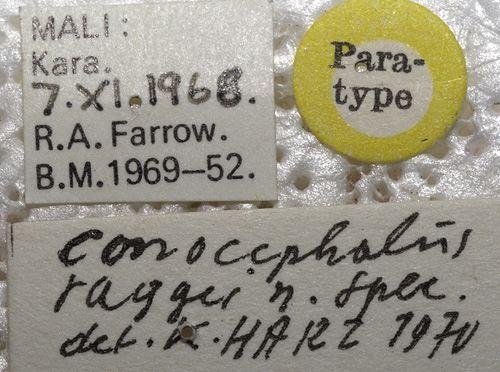 MALI:
Kara.
7.XI.1968.
R.A. Farrow.
B.M.1969–52.
Para-
type
conocephalus
raggei n. spec.
det. K. HARZ 1970